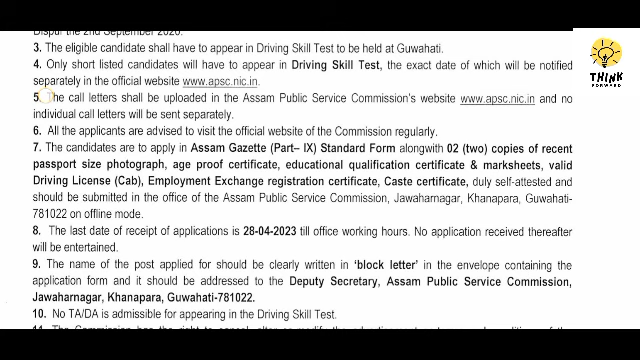 Dispur the 2nd September 2020.
3. The eligible candidate shall have to appear in Driving Skill Test to be held at Guwahati.
4. Only short listed candidates will have to appear in Driving Skill Test, the exact date of which will be notified
separately in the official website www.apsc.nic.in.
5. The call letters shall be uploaded in the Assam Public Service Commission's website www.apsc.nic.in and no
individual call letters will be sent separately.
6. All the applicants are advised to visit the official website of the Commission regularly.
7. The candidates are to apply in Assam Gazette (Part– IX) Standard Form alongwith 02 (two) copies of recent
passport size photograph, age proof certificate, educational qualification certificate & marksheets, valid
Driving License (Cab), Employment Exchange registration certificate, Caste certificate, duly self-attested and
should be submitted in the office of the Assam Public Service Commission, Jawaharnagar, Khanapara, Guwahati-
781022 on offline mode.
8. The last date of receipt of applications is 28-04-2023 till office working hours. No application received thereafter
will be entertained.
9. The name of the post applied for should be clearly written in 'block letter' in the envelope containing the
application form and it should be addressed to the Deputy Secretary, Assam Public Service Commission,
Jawaharnagar, Khanapara, Guwahati-781022.
10. No TA/DA is admissible for appearing in the Driving Skill Test.
THINK
FORWARD